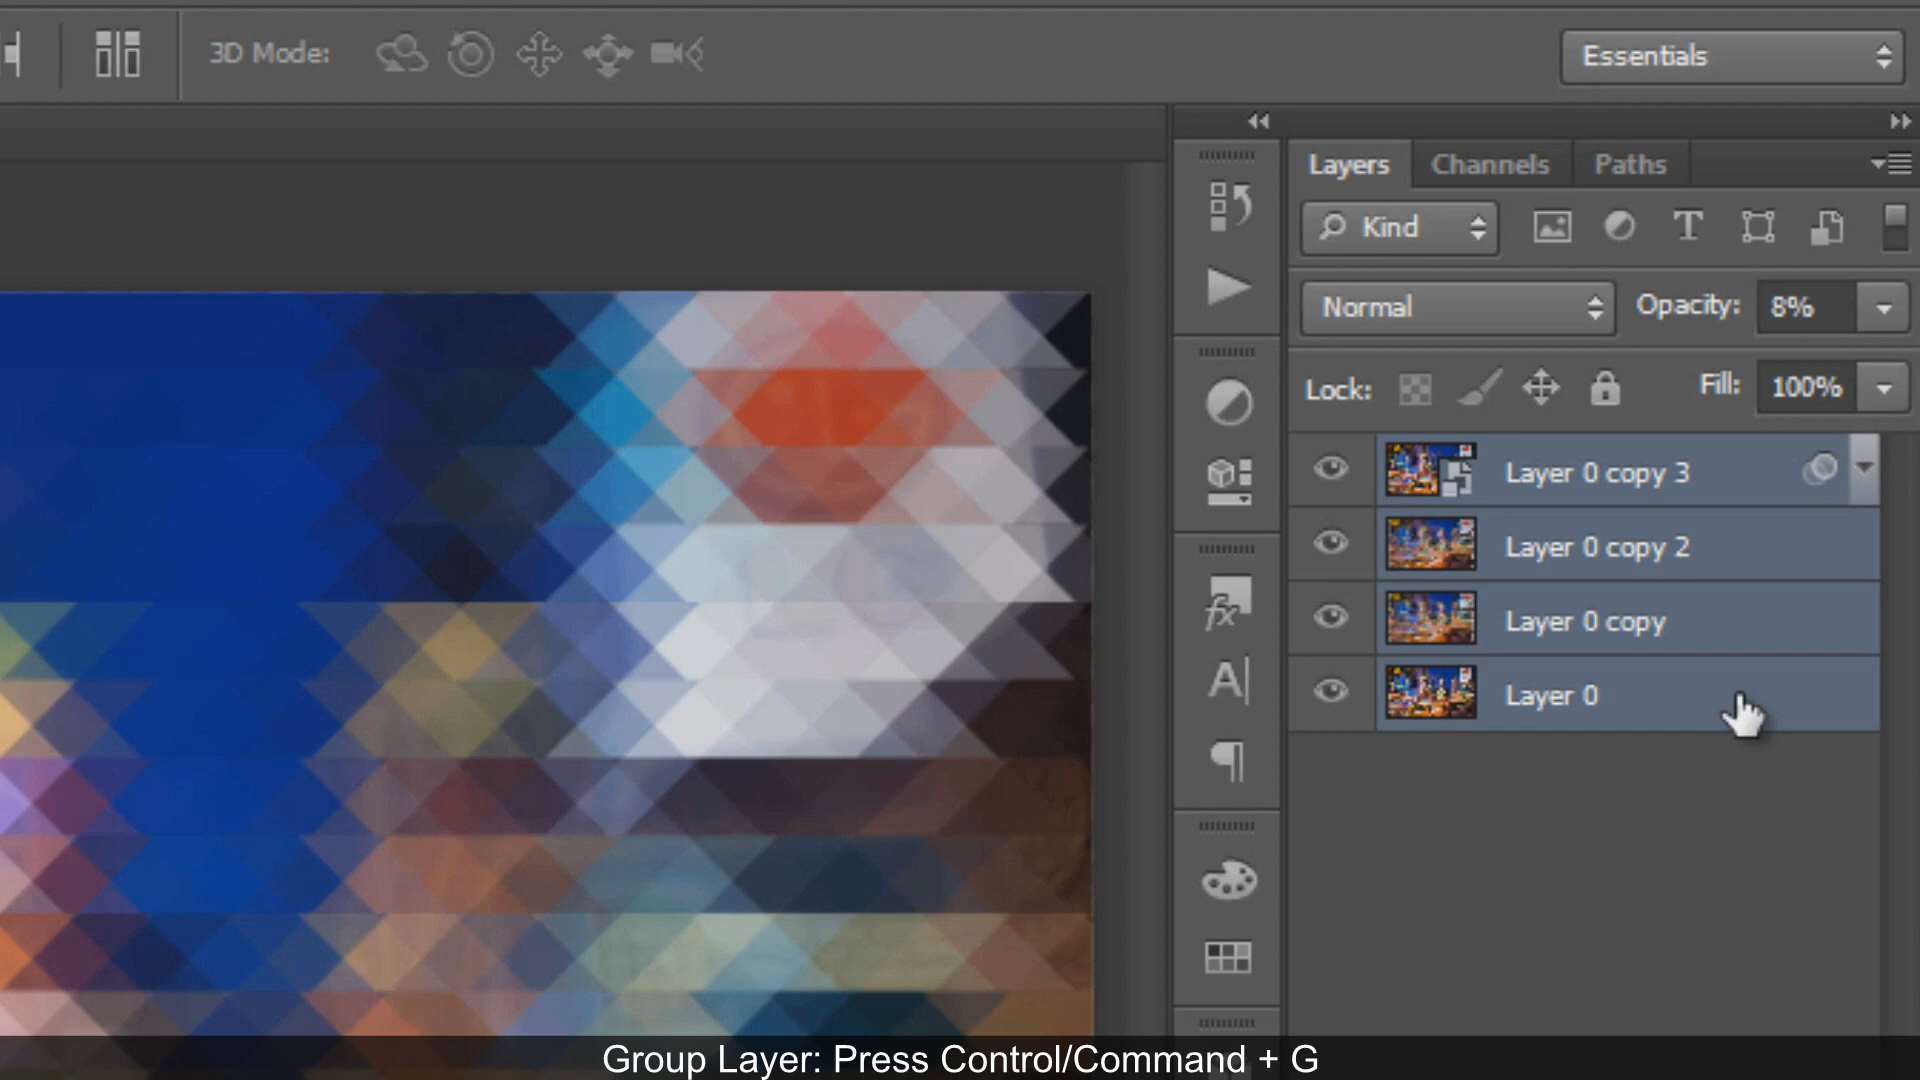 3D Mode:
Essentials
Layers
Channels
Paths
Kind
Normal
Opacity:
8%
Lock:
Fill:
100%
Layer 0 copy 3
Layer 0 copy 2
Layer 0 copy
Layer 0
Group Layer: Press Control/Command + G